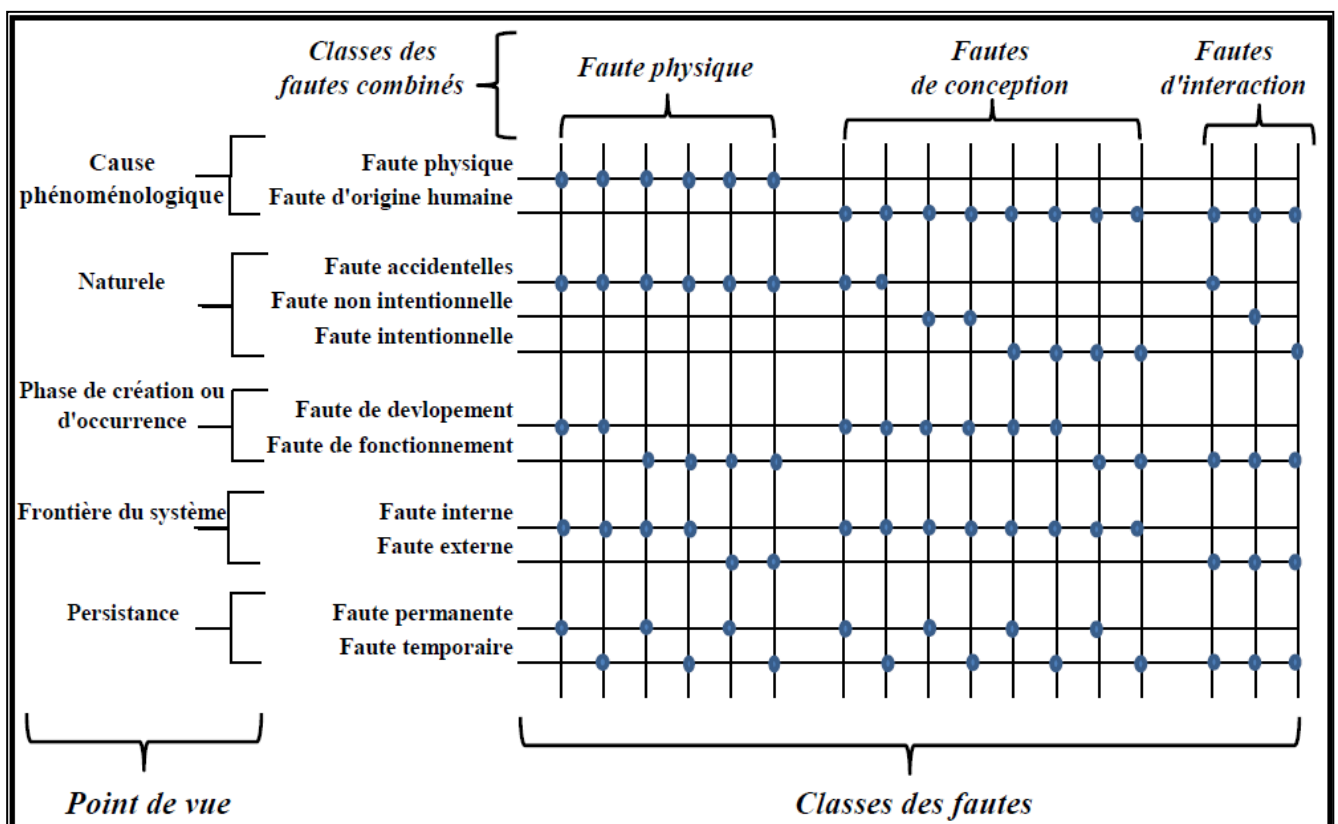 Classes des
fautes combinés
Faute physique
Fautes
de conception
Fautes
d'interaction
Cause
phénoménologique
Faute physique
Faute d'origine humaine
Naturele
Faute accidentelles
Faute non intentionnelle
Faute intentionnelle
Phase de création ou
d'occurrence
Faute de devlopement
Faute de fonctionnement
Frontière du système
Faute interne
Faute externe
Persistance
Faute permanente
Faute temporaire
Point de vue
Classes des fautes